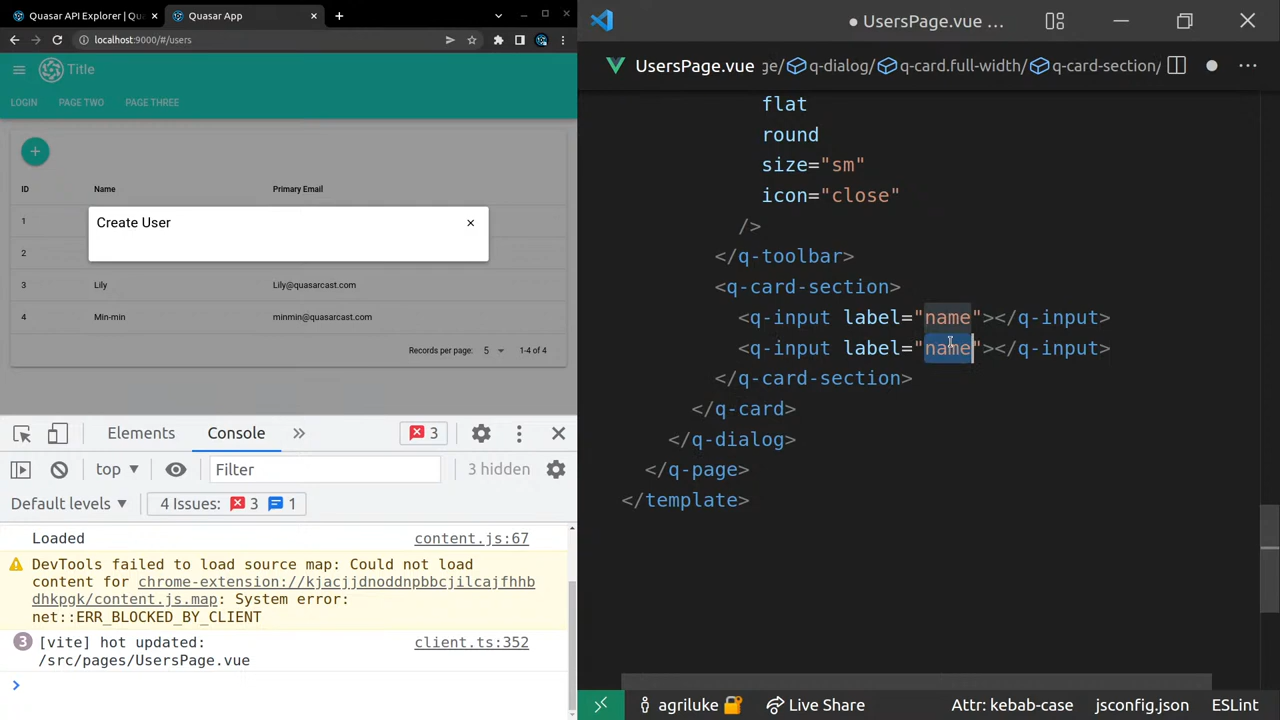 Quasar API Explorer | Qu
Quasar App
localhost:9000/#/users
Title
LOGIN PAGE TWO PAGE THREE
+
ID Name Primary Email
1
Create User
2
3 Lily Lily@quasarcast.com
4 Min-min minmin@quasarcast.com
Records per page: 5 1-4 of 4
Elements Console » 3
top Filter 3 hidden
Default levels 4 Issues: 3 1
Loaded content.js:67
DevTools failed to load source map: Could not load
content for chrome-extension://kjacjjdnoddnpbbcjilcajfhhb
dhkpgk/content.js.map: System error:
net::ERR_BLOCKED_BY_CLIENT
3 [vite] hot updated: client.ts:352
/src/pages/UsersPage.vue
>
● UsersPage.vue ...
UsersPage.vue ge/ q-dialog/ q-card.full-width/ q-card-section/
flat
round
size="sm"
icon="close"
/>
</q-toolbar>
<q-card-section>
<q-input label="name"></q-input>
<q-input label="name"></q-input>
</q-card-section>
</q-card>
</q-dialog>
</q-page>
</template>
agriluke Live Share Attr: kebab-case jsconfig.json ESLint